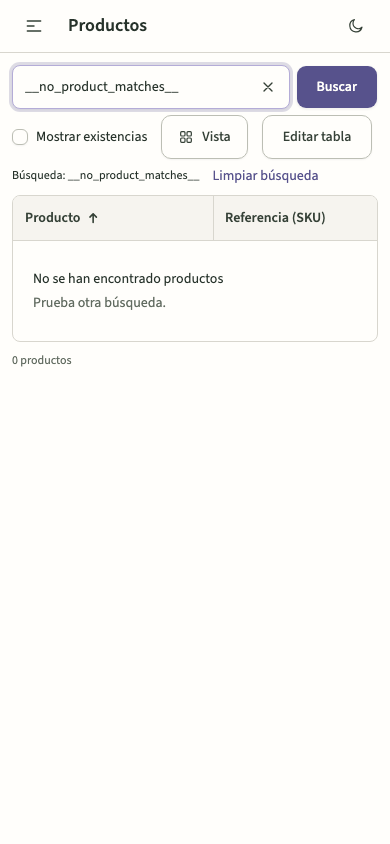 Productos
__no_product_matches__
Buscar
Mostrar existencias
Vista
Editar tabla
Búsqueda: __no_product_matches__
Limpiar búsqueda
Producto ↑
Referencia (SKU)
No se han encontrado productos
Prueba otra búsqueda.
0 productos